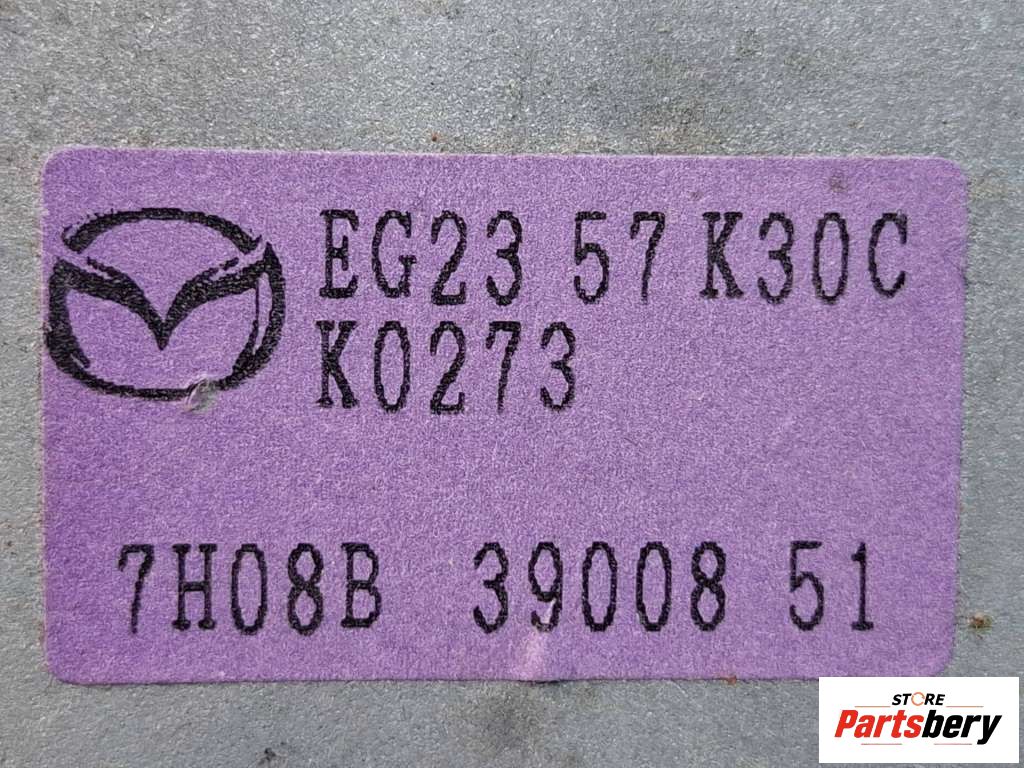 EG23 57 K30C
K0273
7H08B 39008 51
STORE
Partsbery